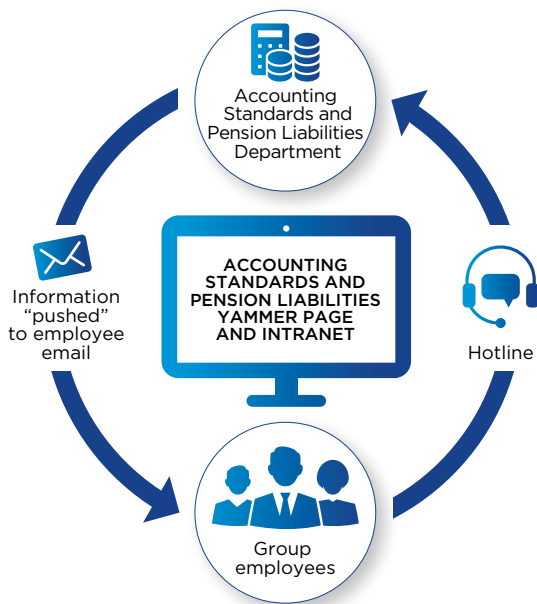 Accounting
Standards and
Pension Liabilities
Department
ACCOUNTING
STANDARDS AND
PENSION LIABILITIES
YAMMER PAGE
AND INTRANET
Information
“pushed”
to employee
email
Hotline
Group
employees